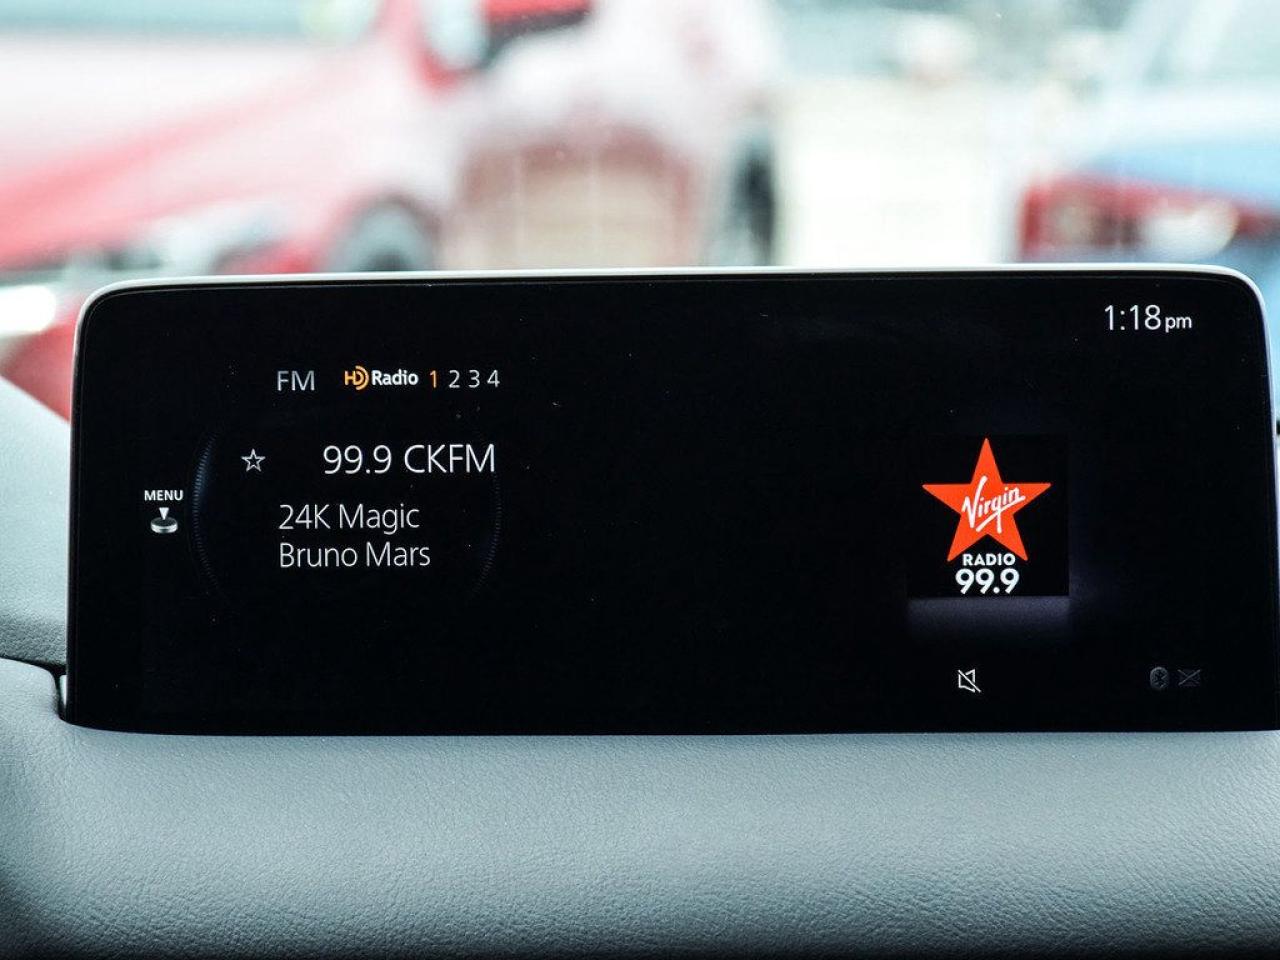 1:18pm
FM HD Radio 1 2 3 4
99.9 CKFM
MENU
24K Magic
Bruno Mars
Virgin
RADIO
99.9